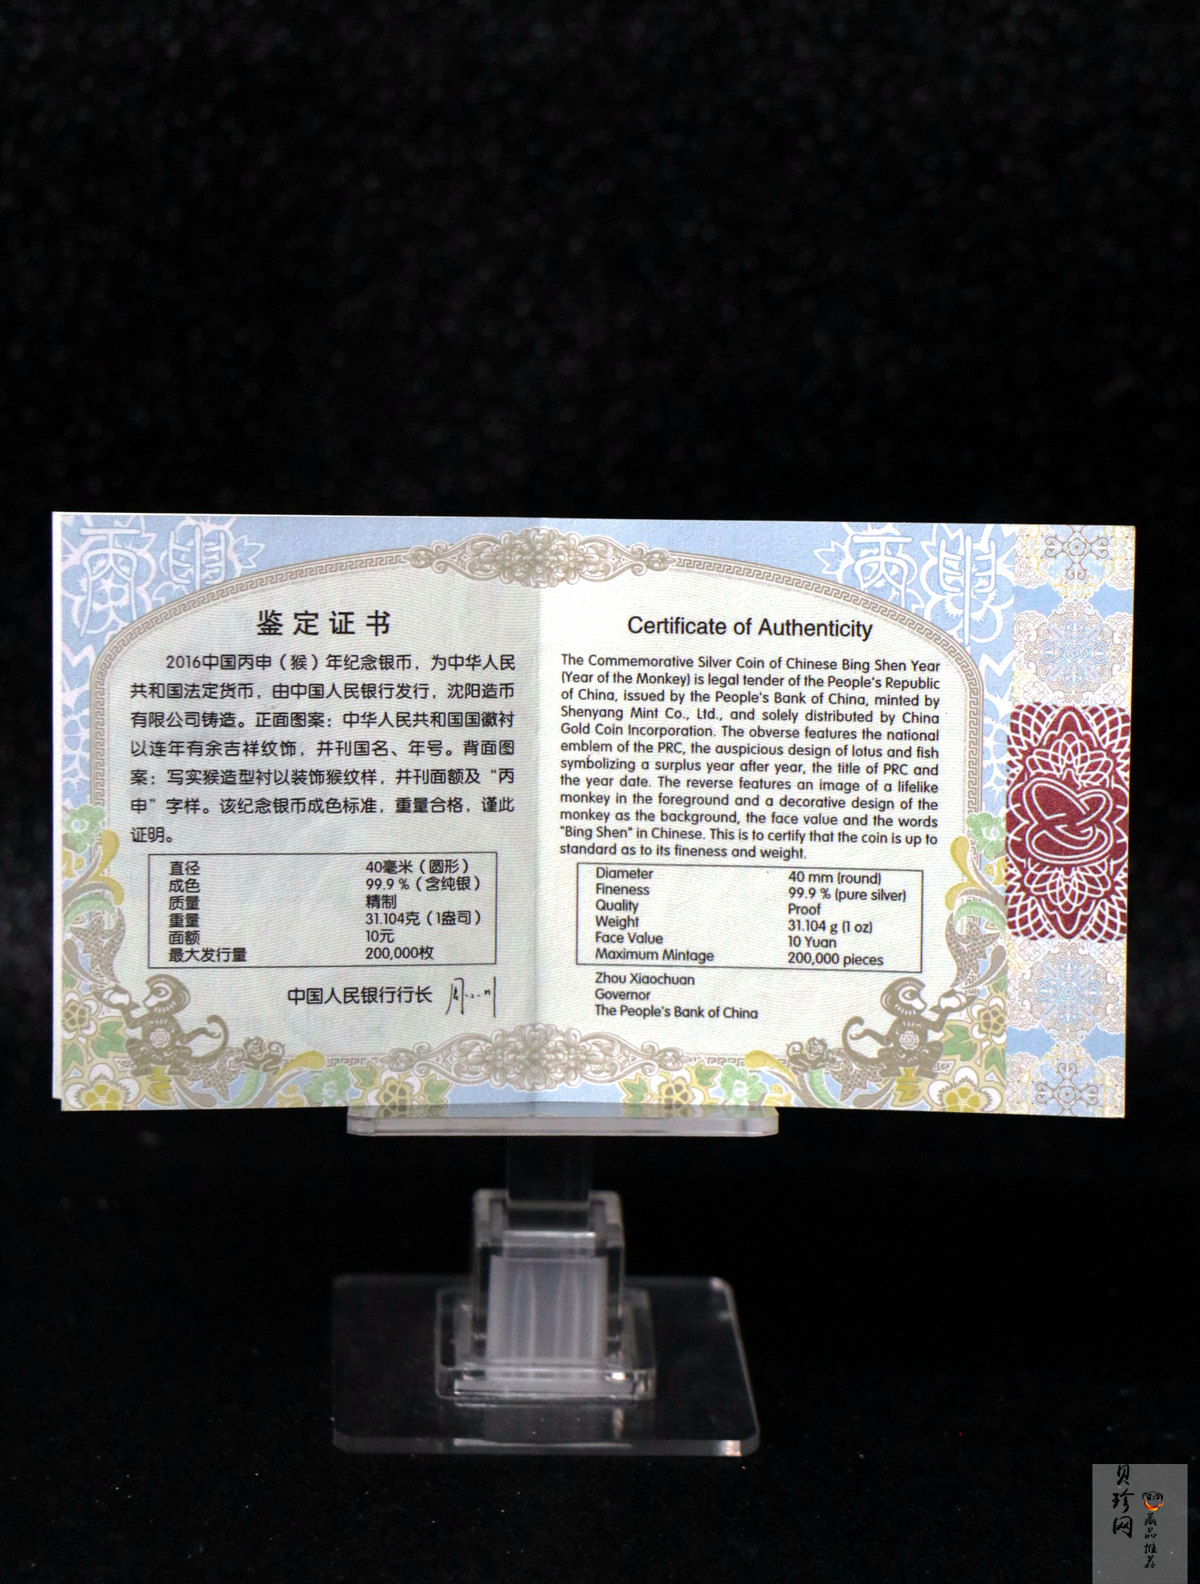 鉴定证书
2016中国丙申（猴）年纪念银币，为中华人民
共和国法定货币，由中国人民银行发行，沈阳造币
有限公司铸造。正面图案：中华人民共和国国徽衬
以连年有余吉祥纹饰，并刊国名、年号。背面图
案：写实猴造型衬以装饰猴纹样，并刊面额及“丙
申”字样。该纪念银币成色标准，重量合格，谨此
证明。
直径 40毫米（圆形）
成色 99.9 %（含纯银）
质量 精制
重量 31.104克（1盎司）
面额 10元
最大发行量 200,000枚
中国人民银行行长
Certificate of Authenticity
The Commemorative Silver Coin of Chinese Bing Shen Year
(Year of the Monkey) is legal tender of the People's Republic
of China, issued by the People's Bank of China, minted by
Shenyang Mint Co., Ltd., and solely distributed by China
Gold Coin Incorporation. The obverse features the national
emblem of the PRC, the auspicious design of lotus and fish
symbolizing a surplus year after year, the title of PRC and
the year date. The reverse features an image of a lifelike
monkey in the foreground and a decorative design of the
monkey as the background, the face value and the words
"Bing Shen" in Chinese. This is to certify that the coin is up to
standard as to its fineness and weight.
Diameter 40 mm (round)
Fineness 99.9 % (pure silver)
Quality Proof
Weight 31.104 g (1 oz)
Face Value 10 Yuan
Maximum Mintage 200,000 pieces
Zhou Xiaochuan
Governor
The People's Bank of China
贝珍网
藏品推荐